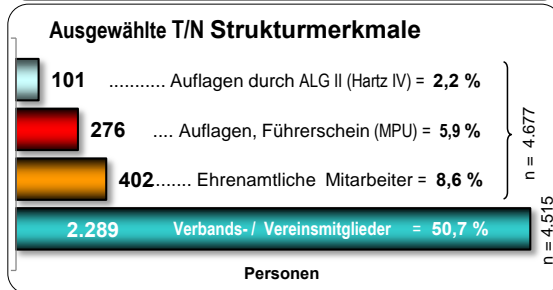 Ausgewählte T/N Strukturmerkmale
101 ........... Auflagen durch ALG II (Hartz IV) = 2,2 %
276 .... Auflagen, Führerschein (MPU) = 5,9 %
402....... Ehrenamtliche Mitarbeiter = 8,6 %
n = 4.677
2.289 Verbands- / Vereinsmitglieder = 50,7 %
n = 4.515
Personen